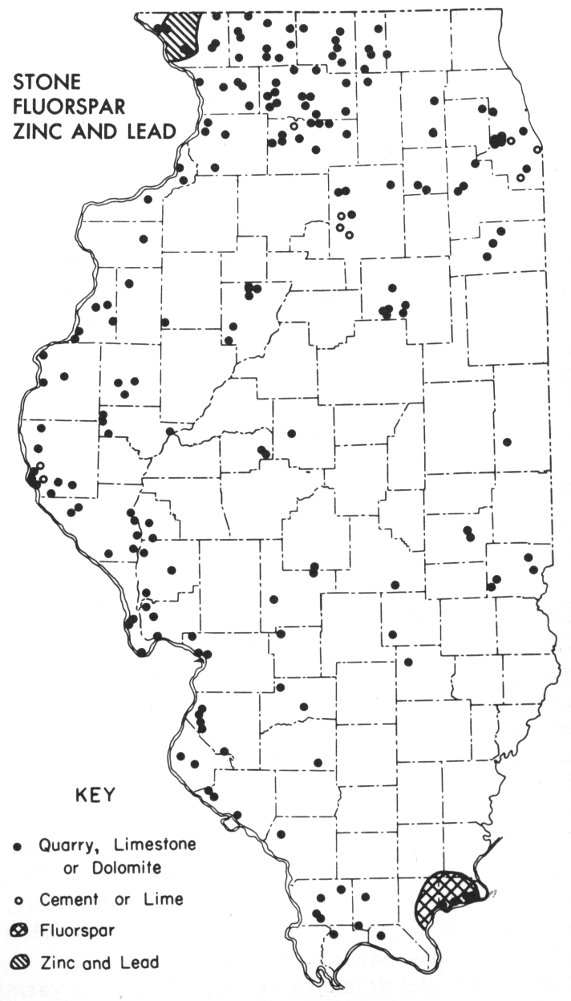 STONE
FLUORSPAR
ZINC AND LEAD
KEY
Quarry, Limestone
or Dolomite
Cement or Lime
Fluorspar
Zinc and Lead